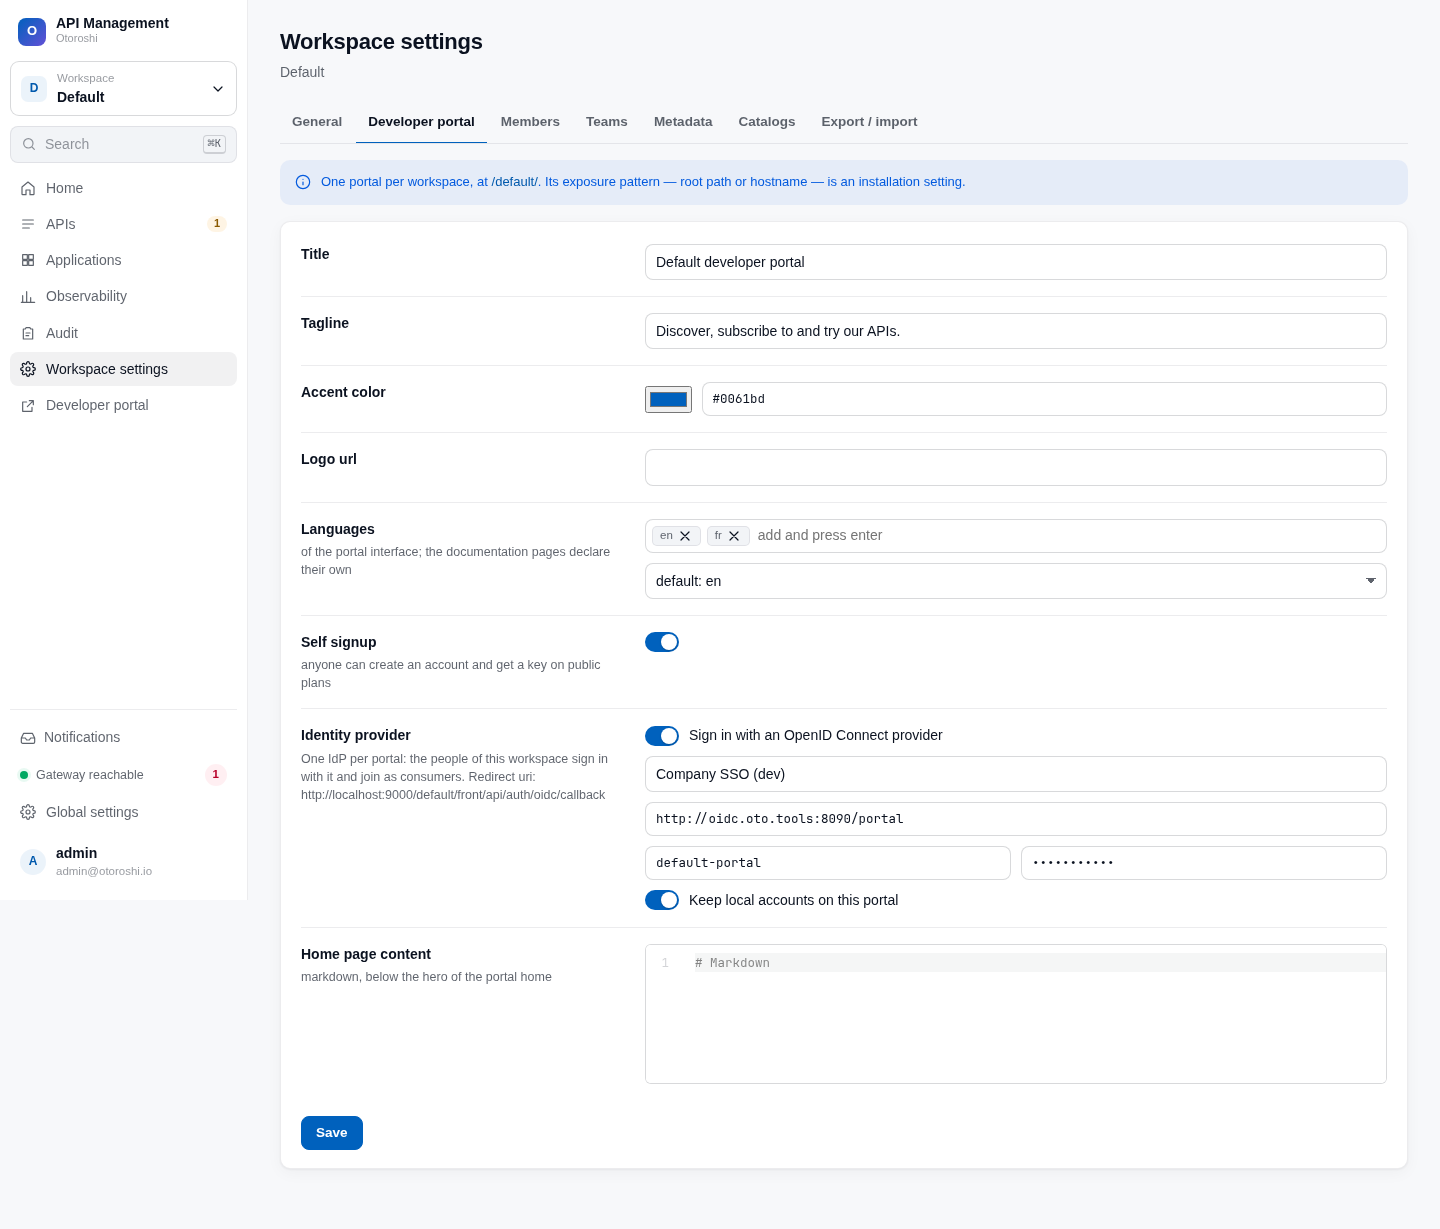 O
API Management
Otoroshi
D
Workspace
Default
Search
⌘K
Home
APIs
1
Applications
Observability
Audit
Workspace settings
Developer portal
Notifications
Gateway reachable
1
Global settings
A
admin
admin@otoroshi.io
Workspace settings
Default
General
Developer portal
Members
Teams
Metadata
Catalogs
Export / import
One portal per workspace, at /default/. Its exposure pattern — root path or hostname — is an installation setting.
Title
Default developer portal
Tagline
Discover, subscribe to and try our APIs.
Accent color
#0061bd
Logo url
Languages
of the portal interface; the documentation pages declare
their own
en
fr
add and press enter
default: en
Self signup
anyone can create an account and get a key on public
plans
Identity provider
One IdP per portal: the people of this workspace sign in
with it and join as consumers. Redirect uri:
http://localhost:9000/default/front/api/auth/oidc/callback
Sign in with an OpenID Connect provider
Company SSO (dev)
http://oidc.oto.tools:8090/portal
default-portal
•••••••••••
Keep local accounts on this portal
Home page content
markdown, below the hero of the portal home
1
# Markdown
Save